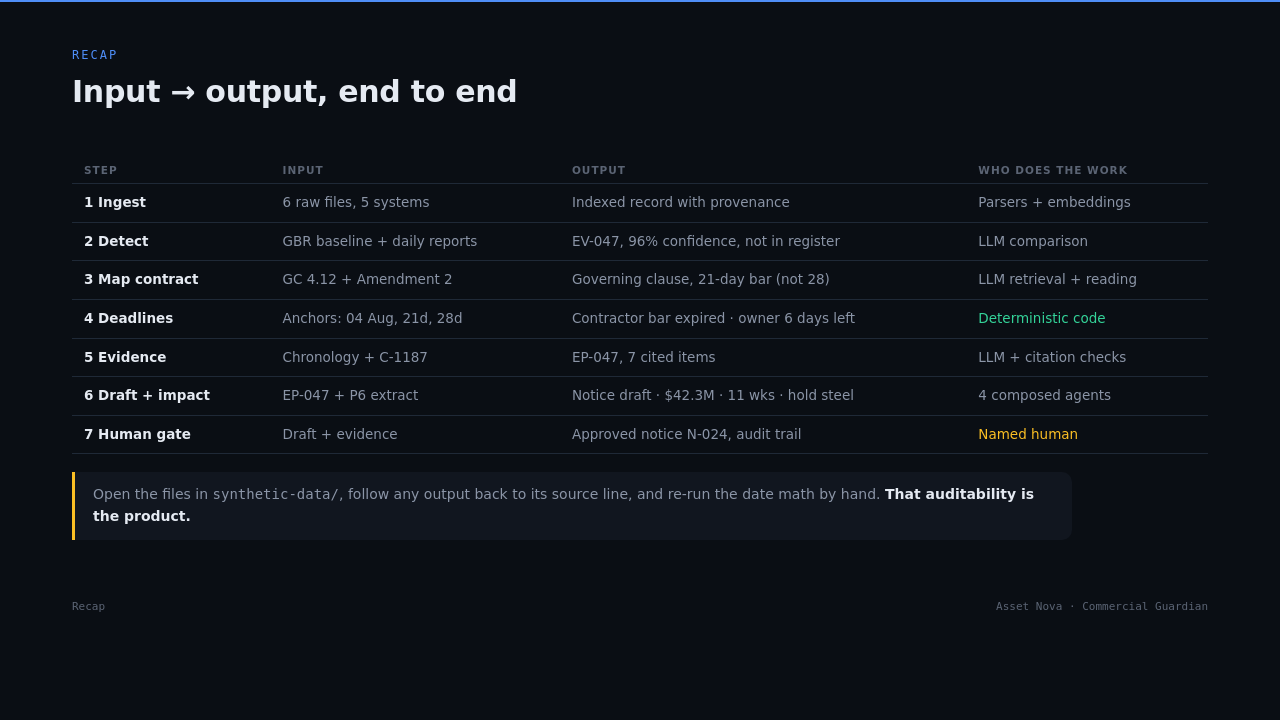 RECAP
Input → output, end to end
STEP INPUT OUTPUT WHO DOES THE WORK
1 Ingest 6 raw files, 5 systems Indexed record with provenance Parsers + embeddings
2 Detect GBR baseline + daily reports EV-047, 96% confidence, not in register LLM comparison
3 Map contract GC 4.12 + Amendment 2 Governing clause, 21-day bar (not 28) LLM retrieval + reading
4 Deadlines Anchors: 04 Aug, 21d, 28d Contractor bar expired · owner 6 days left Deterministic code
5 Evidence Chronology + C-1187 EP-047, 7 cited items LLM + citation checks
6 Draft + impact EP-047 + P6 extract Notice draft · $42.3M · 11 wks · hold steel 4 composed agents
7 Human gate Draft + evidence Approved notice N-024, audit trail Named human
Open the files in synthetic-data/, follow any output back to its source line, and re-run the date math by hand. That auditability is
the product.
Recap Asset Nova · Commercial Guardian